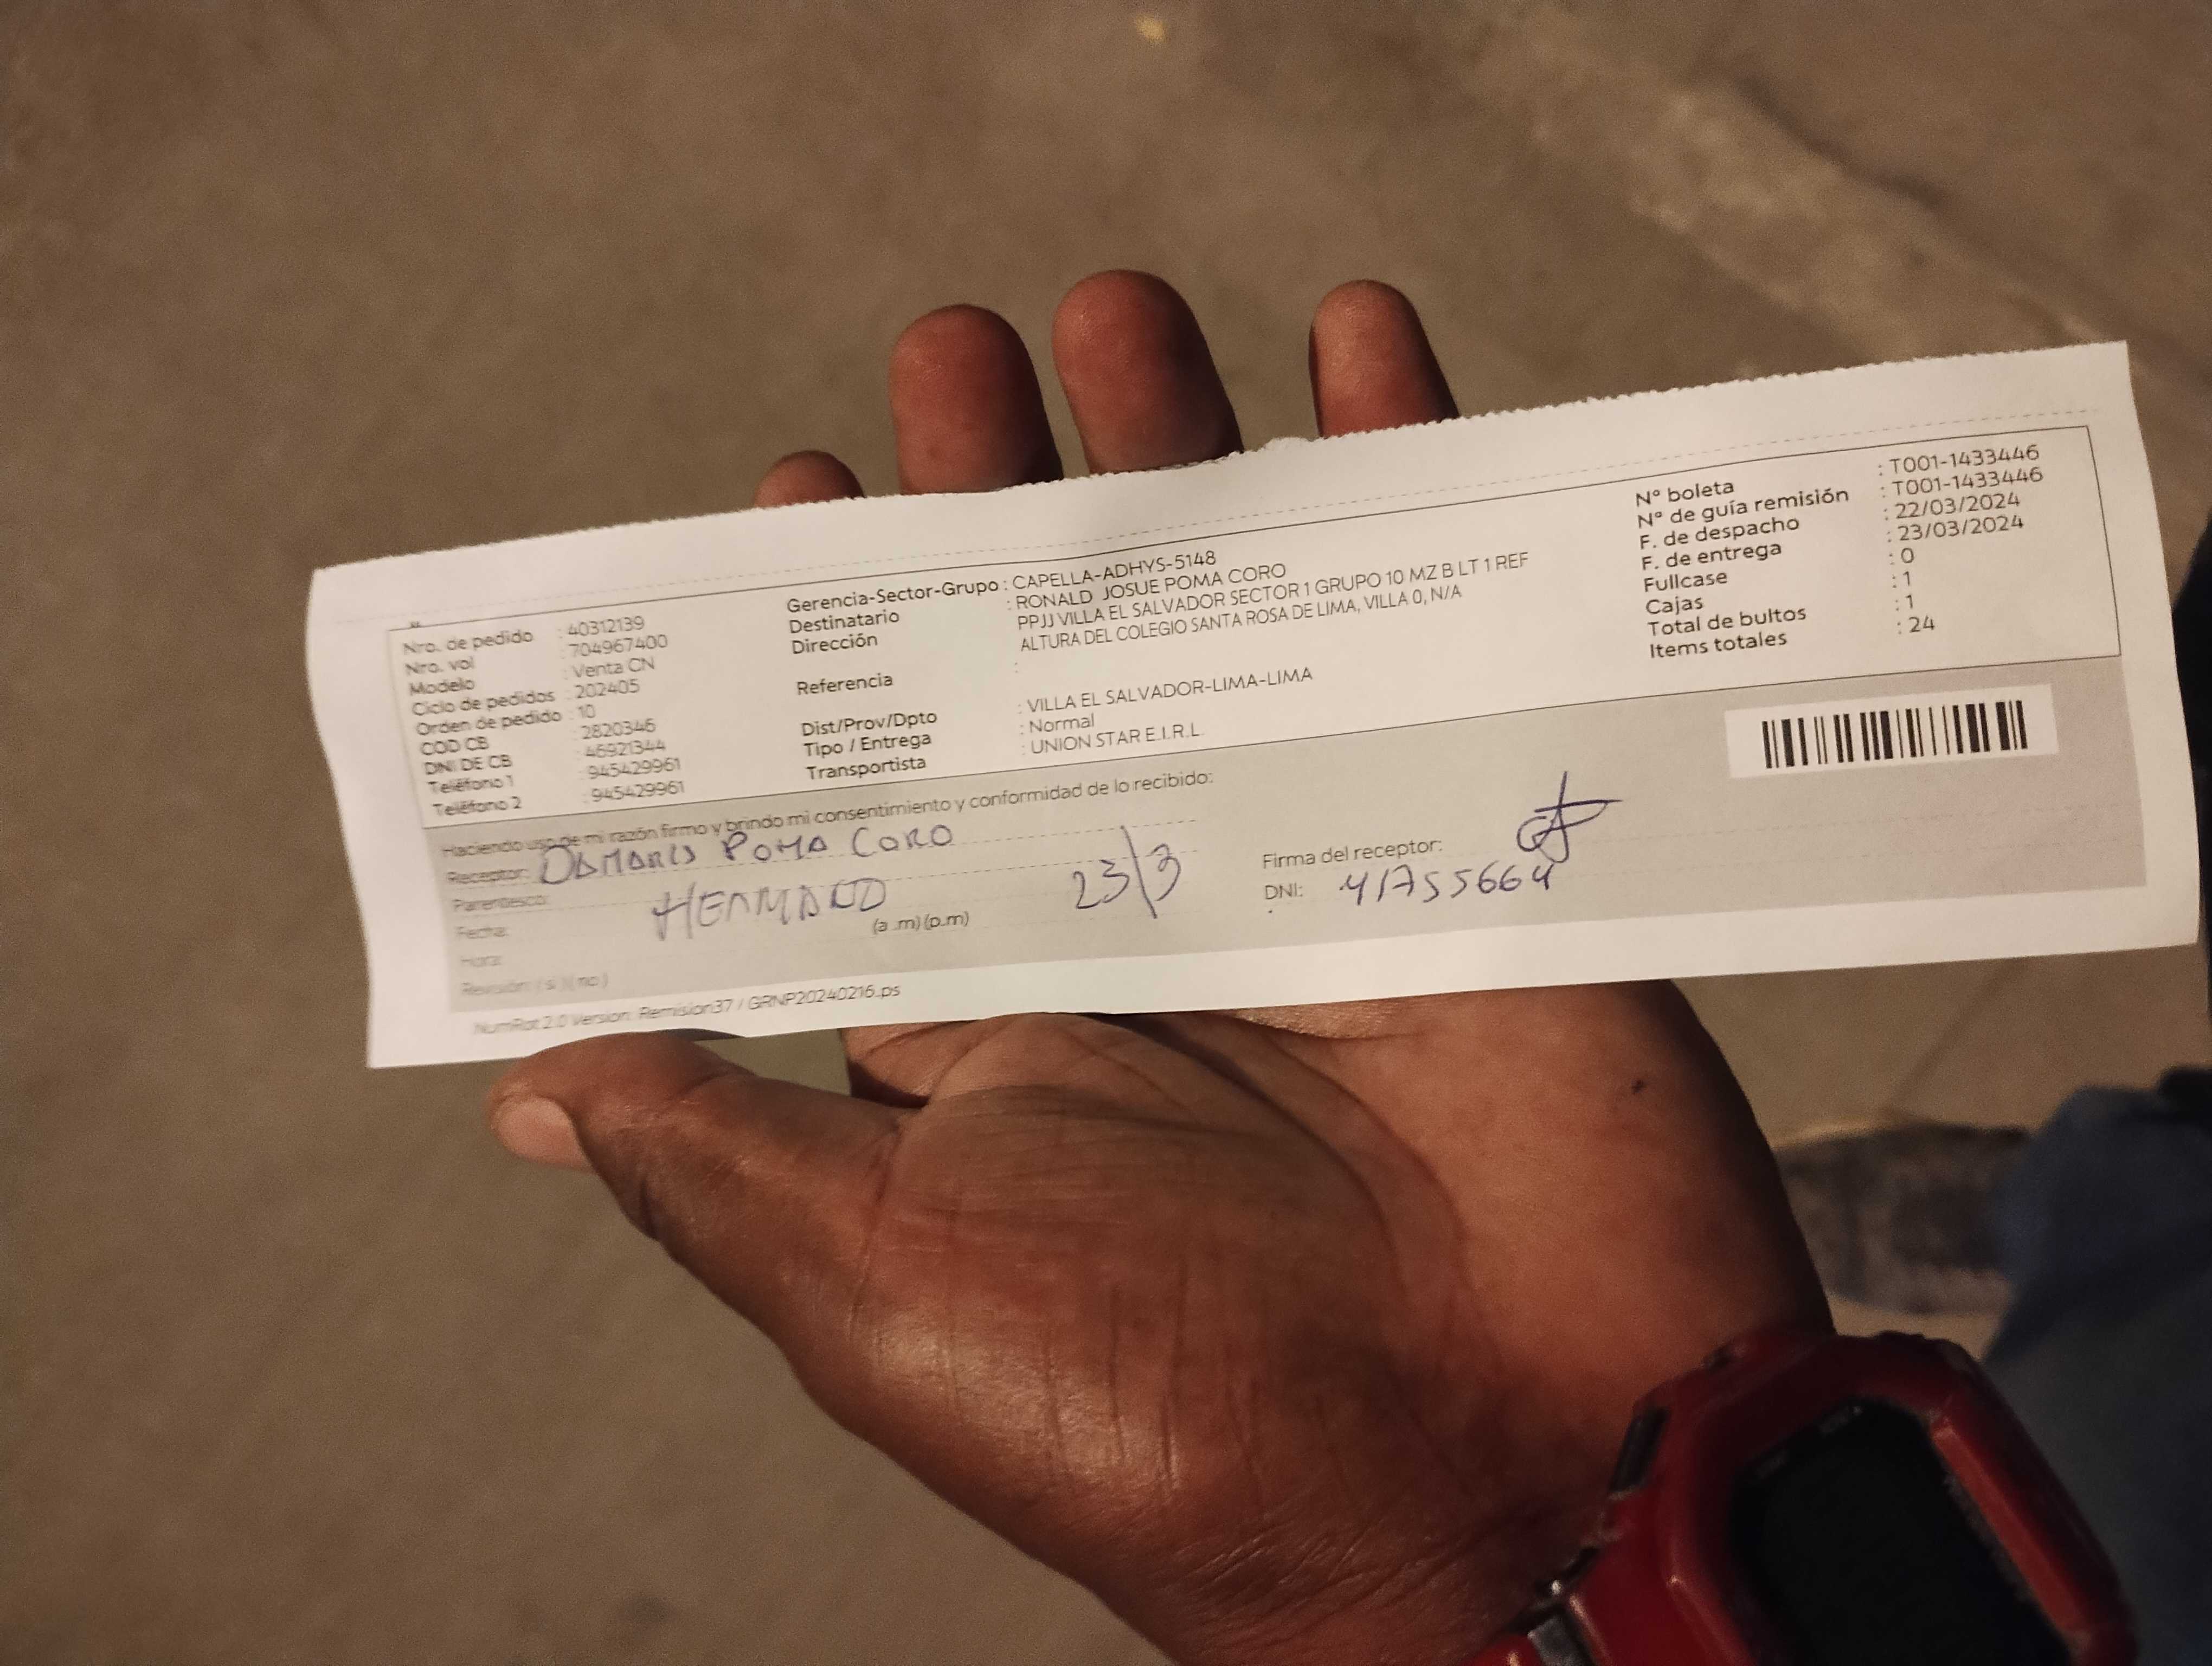 Nro. de pedido : 40312139
Nro. vol : 704967400
Modelo : Venta CN
Ciclo de pedidos : 202405
Orden de pedido : 10
COD CB : 2820346
DNI DE CB : 46921344
Teléfono 1 : 945429961
Teléfono 2 : 945429961
Gerencia-Sector-Grupo : CAPELLA-ADHYS-5148
Destinatario : RONALD JOSUE POMA CORO
Dirección : PPJJ VILLA EL SALVADOR SECTOR 1 GRUPO 10 MZ B LT 1 REF
ALTURA DEL COLEGIO SANTA ROSA DE LIMA, VILLA 0, N/A
Referencia :
Dist/Prov/Dpto : VILLA EL SALVADOR-LIMA-LIMA
Tipo / Entrega : Normal
Transportista : UNION STAR E.I.R.L.
Nº boleta : T001-1433446
Nº de guía remisión : T001-1433446
F. de despacho : 22/03/2024
F. de entrega : 23/03/2024
Fullcase : 0
Cajas : 1
Total de bultos : 1
Items totales : 24
Haciendo uso de mi razón firmo y brindo mi consentimiento y conformidad de lo recibido:
Receptor: DAMARIS POMA CORO
Parentesco: HERMANO
Fecha: 23/3
Hora: (a .m) (p.m)
Revisión: ( si ) ( no )
Firma del receptor:
DNI: 41755664
NumRot 2.0 Version: Remision37 / GRNP20240216.ps